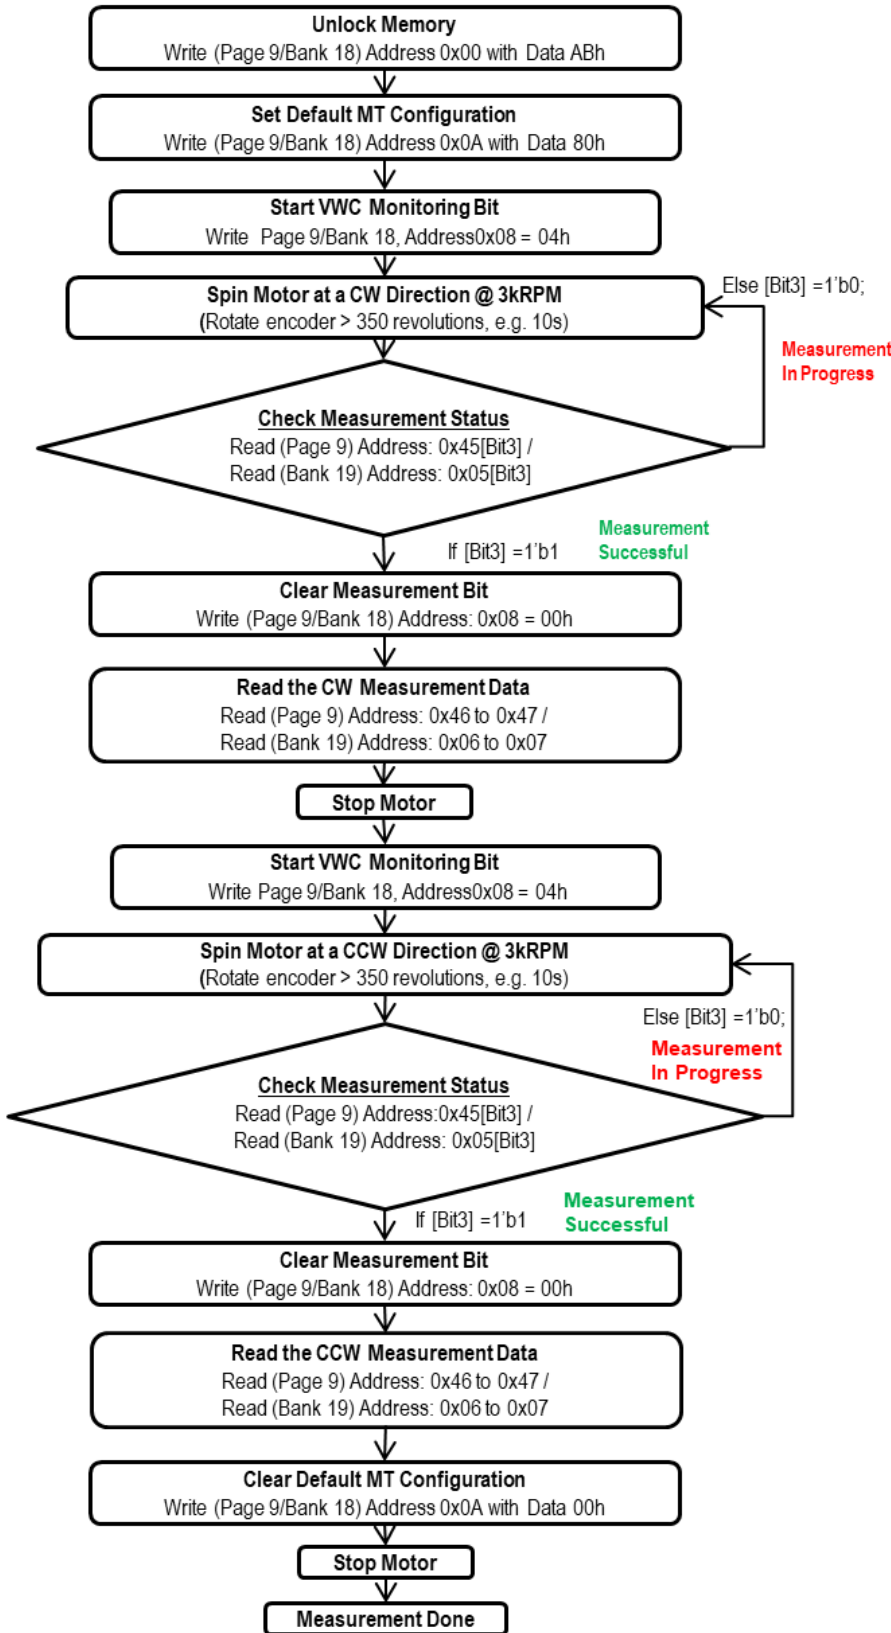 Unlock Memory
Write (Page 9/Bank 18) Address 0x00 with Data ABh
Set Default MT Configuration
Write (Page 9/Bank 18) Address 0x0A with Data 80h
Start VWC Monitoring Bit
Write Page 9/Bank 18, Address0x08 = 04h
Spin Motor at a CW Direction @ 3kRPM
(Rotate encoder > 350 revolutions, e.g. 10s)
Else [Bit3] =1'b0;
Measurement
In Progress
Check Measurement Status
Read (Page 9) Address: 0x45[Bit3] /
Read (Bank 19) Address: 0x05[Bit3]
If [Bit3] =1'b1
Measurement
Successful
Clear Measurement Bit
Write (Page 9/Bank 18) Address: 0x08 = 00h
Read the CW Measurement Data
Read (Page 9) Address: 0x46 to 0x47 /
Read (Bank 19) Address: 0x06 to 0x07
Stop Motor
Start VWC Monitoring Bit
Write Page 9/Bank 18, Address0x08 = 04h
Spin Motor at a CCW Direction @ 3kRPM
(Rotate encoder > 350 revolutions, e.g. 10s)
Else [Bit3] =1'b0;
Measurement
In Progress
Check Measurement Status
Read (Page 9) Address:0x45[Bit3] /
Read (Bank 19) Address: 0x05[Bit3]
If [Bit3] =1'b1
Measurement
Successful
Clear Measurement Bit
Write (Page 9/Bank 18) Address: 0x08 = 00h
Read the CCW Measurement Data
Read (Page 9) Address: 0x46 to 0x47 /
Read (Bank 19) Address: 0x06 to 0x07
Clear Default MT Configuration
Write (Page 9/Bank 18) Address 0x0A with Data 00h
Stop Motor
Measurement Done